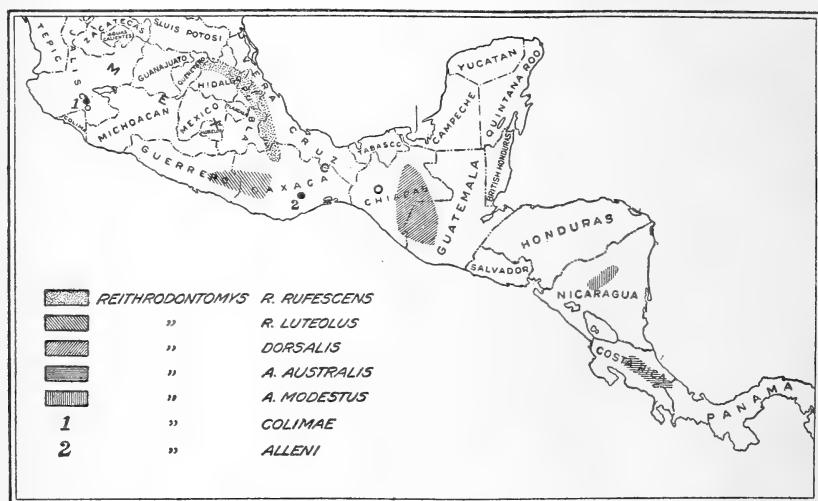 TEPIC
JALISCO
ZACATECAS
AGUAS CALIENTES
S LUIS POTOSI
GUANAJUATO
QUERETERO
HIDALGO
VERA CRUZ
MEXICO
MICHOACAN
COLIMA
PUEBLA
GUERRERO
OAXACA
TABASCO
CHIAPAS
CAMPECHE
YUCATAN
QUINTANA ROO
BRITISH HONDURAS
GUATEMALA
HONDURAS
SALVADOR
NICARAGUA
COSTA RICA
PANAMA
1
2
REITHRODONTOMYS R. RUFESCENS
" R. LUTEOLUS
" DORSALIS
" A. AUSTRALIS
" A. MODESTUS
1 " COLIMAE
2 " ALLENI